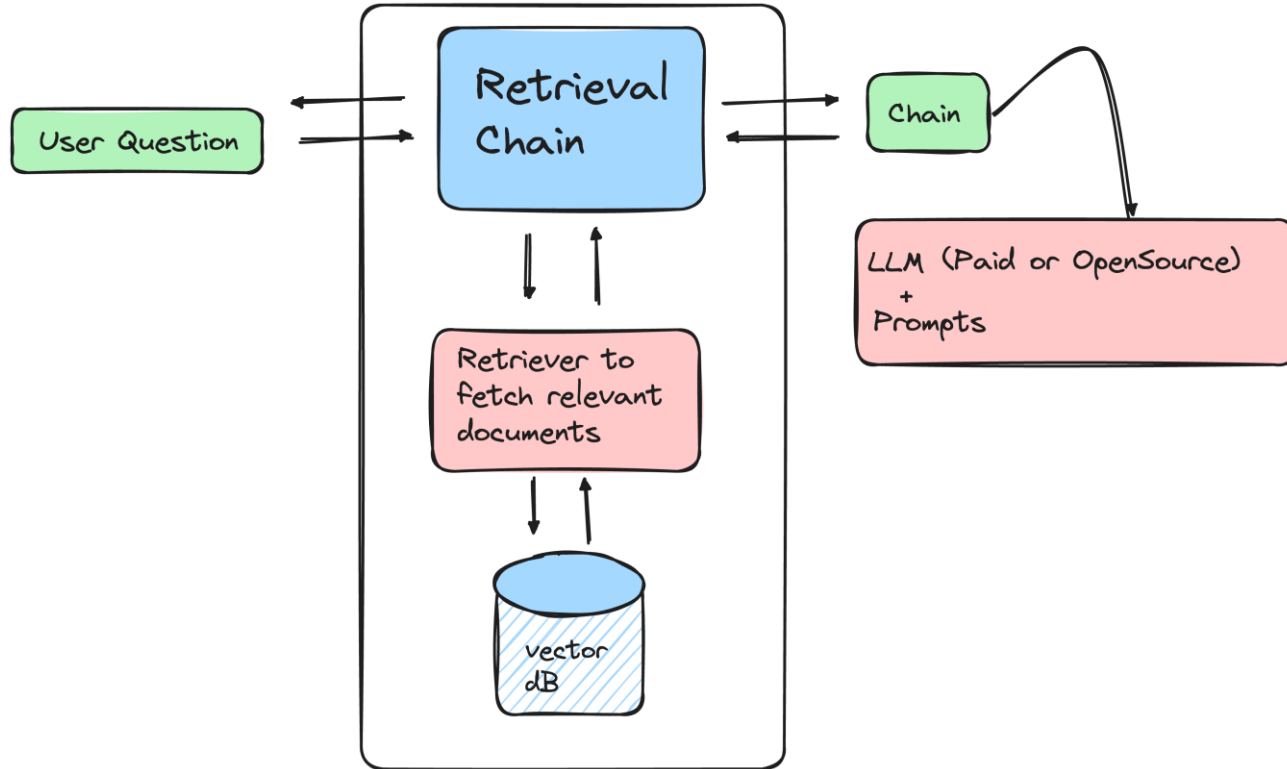 Retrieval
Chain
User Question
Chain
LLM (Paid or OpenSource)
+
Prompts
Retriever to
fetch relevant
documents
vector
dB